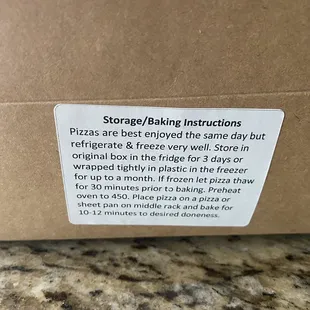 Storage/Baking Instructions
Pizzas are best enjoyed the same day but
refrigerate & freeze very well. Store in
original box in the fridge for 3 days or
wrapped tightly in plastic in the freezer
for up to a month. If frozen let pizza thaw
for 30 minutes prior to baking. Preheat
oven to 450. Place pizza on a pizza or
sheet pan on middle rack and bake for
10-12 minutes to desired doneness.